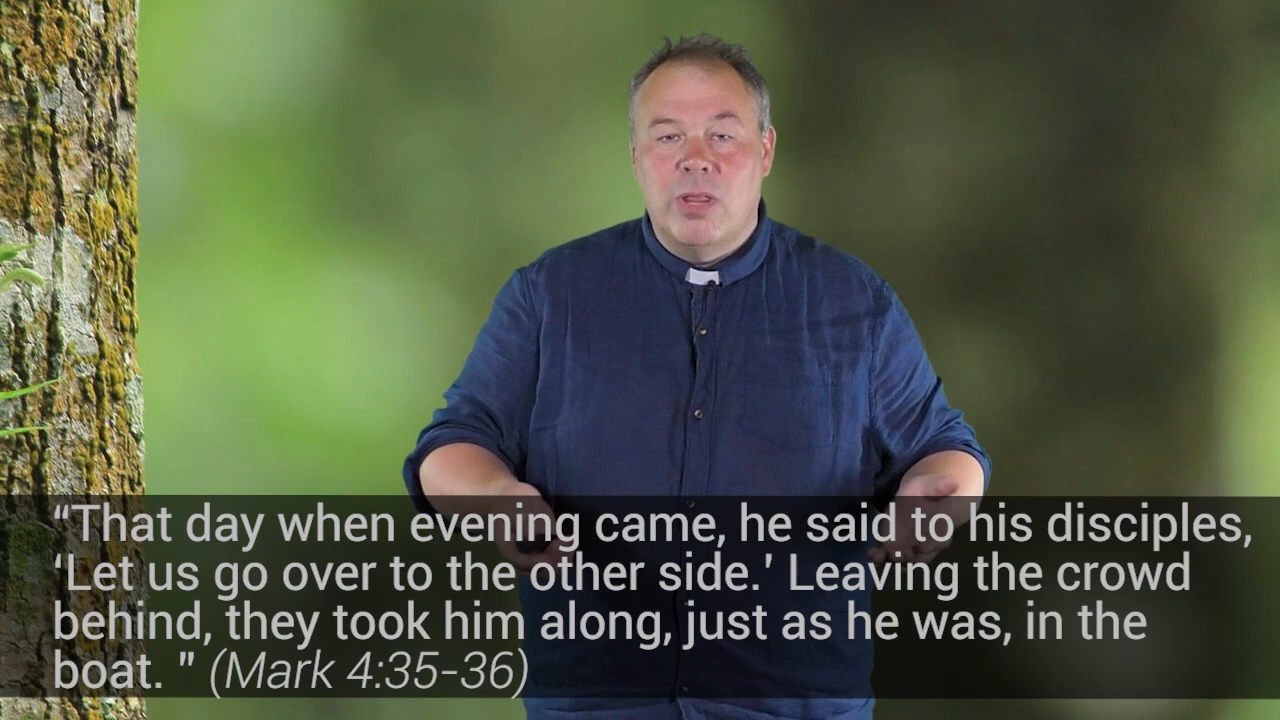 “That day when evening came, he said to his disciples,
‘Let us go over to the other side.’ Leaving the crowd
behind, they took him along, just as he was, in the
boat. " (Mark 4:35-36)